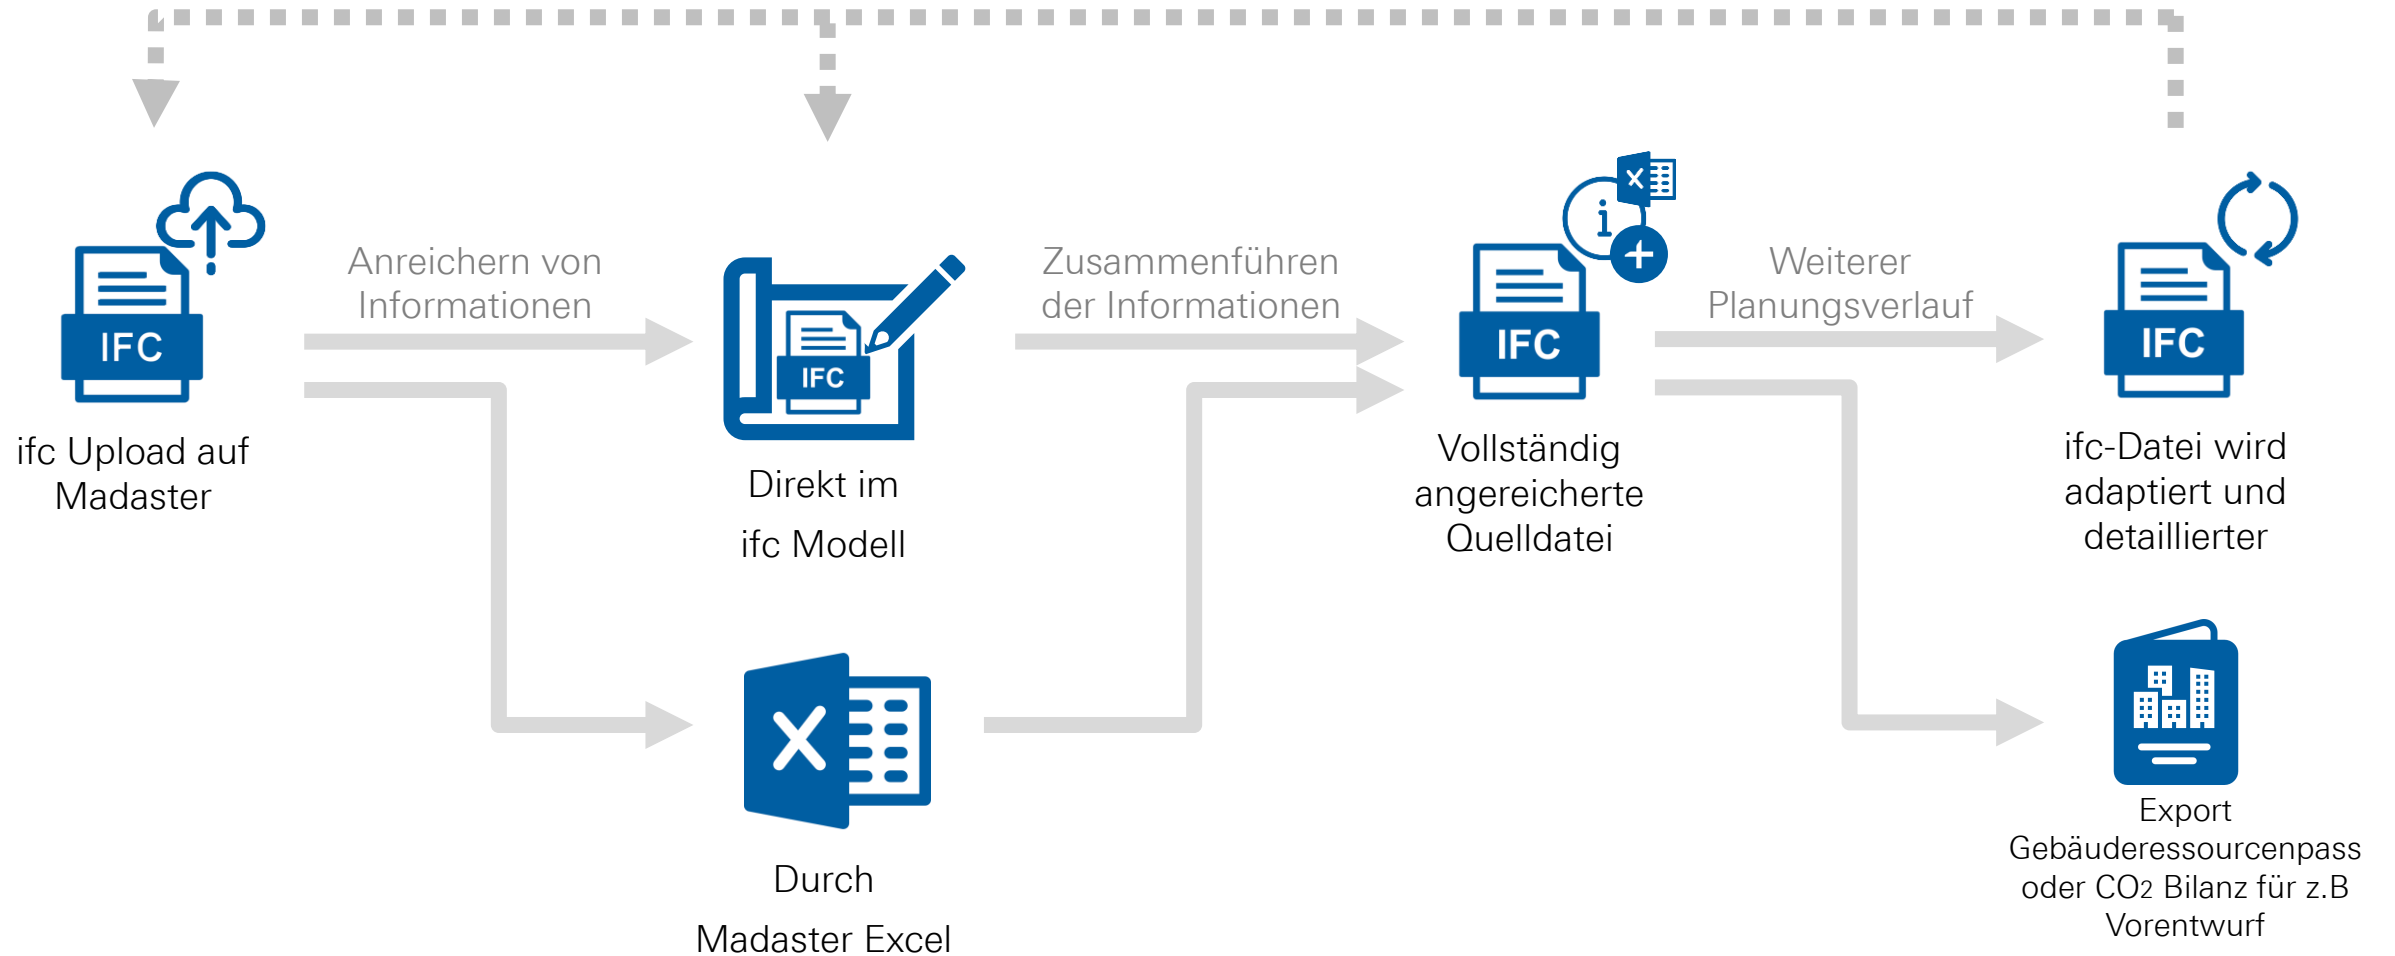 IFC
ifc Upload auf
Madaster
Anreichern von
Informationen
IFC
Direkt im
ifc Modell
X
Durch
Madaster Excel
Zusammenführen
der Informationen
X
i
+
IFC
Vollständig
angereicherte
Quelldatei
Weiterer
Planungsverlauf
IFC
ifc-Datei wird
adaptiert und
detaillierter
Export
Gebäuderessourcenpass
oder CO2 Bilanz für z.B
Vorentwurf